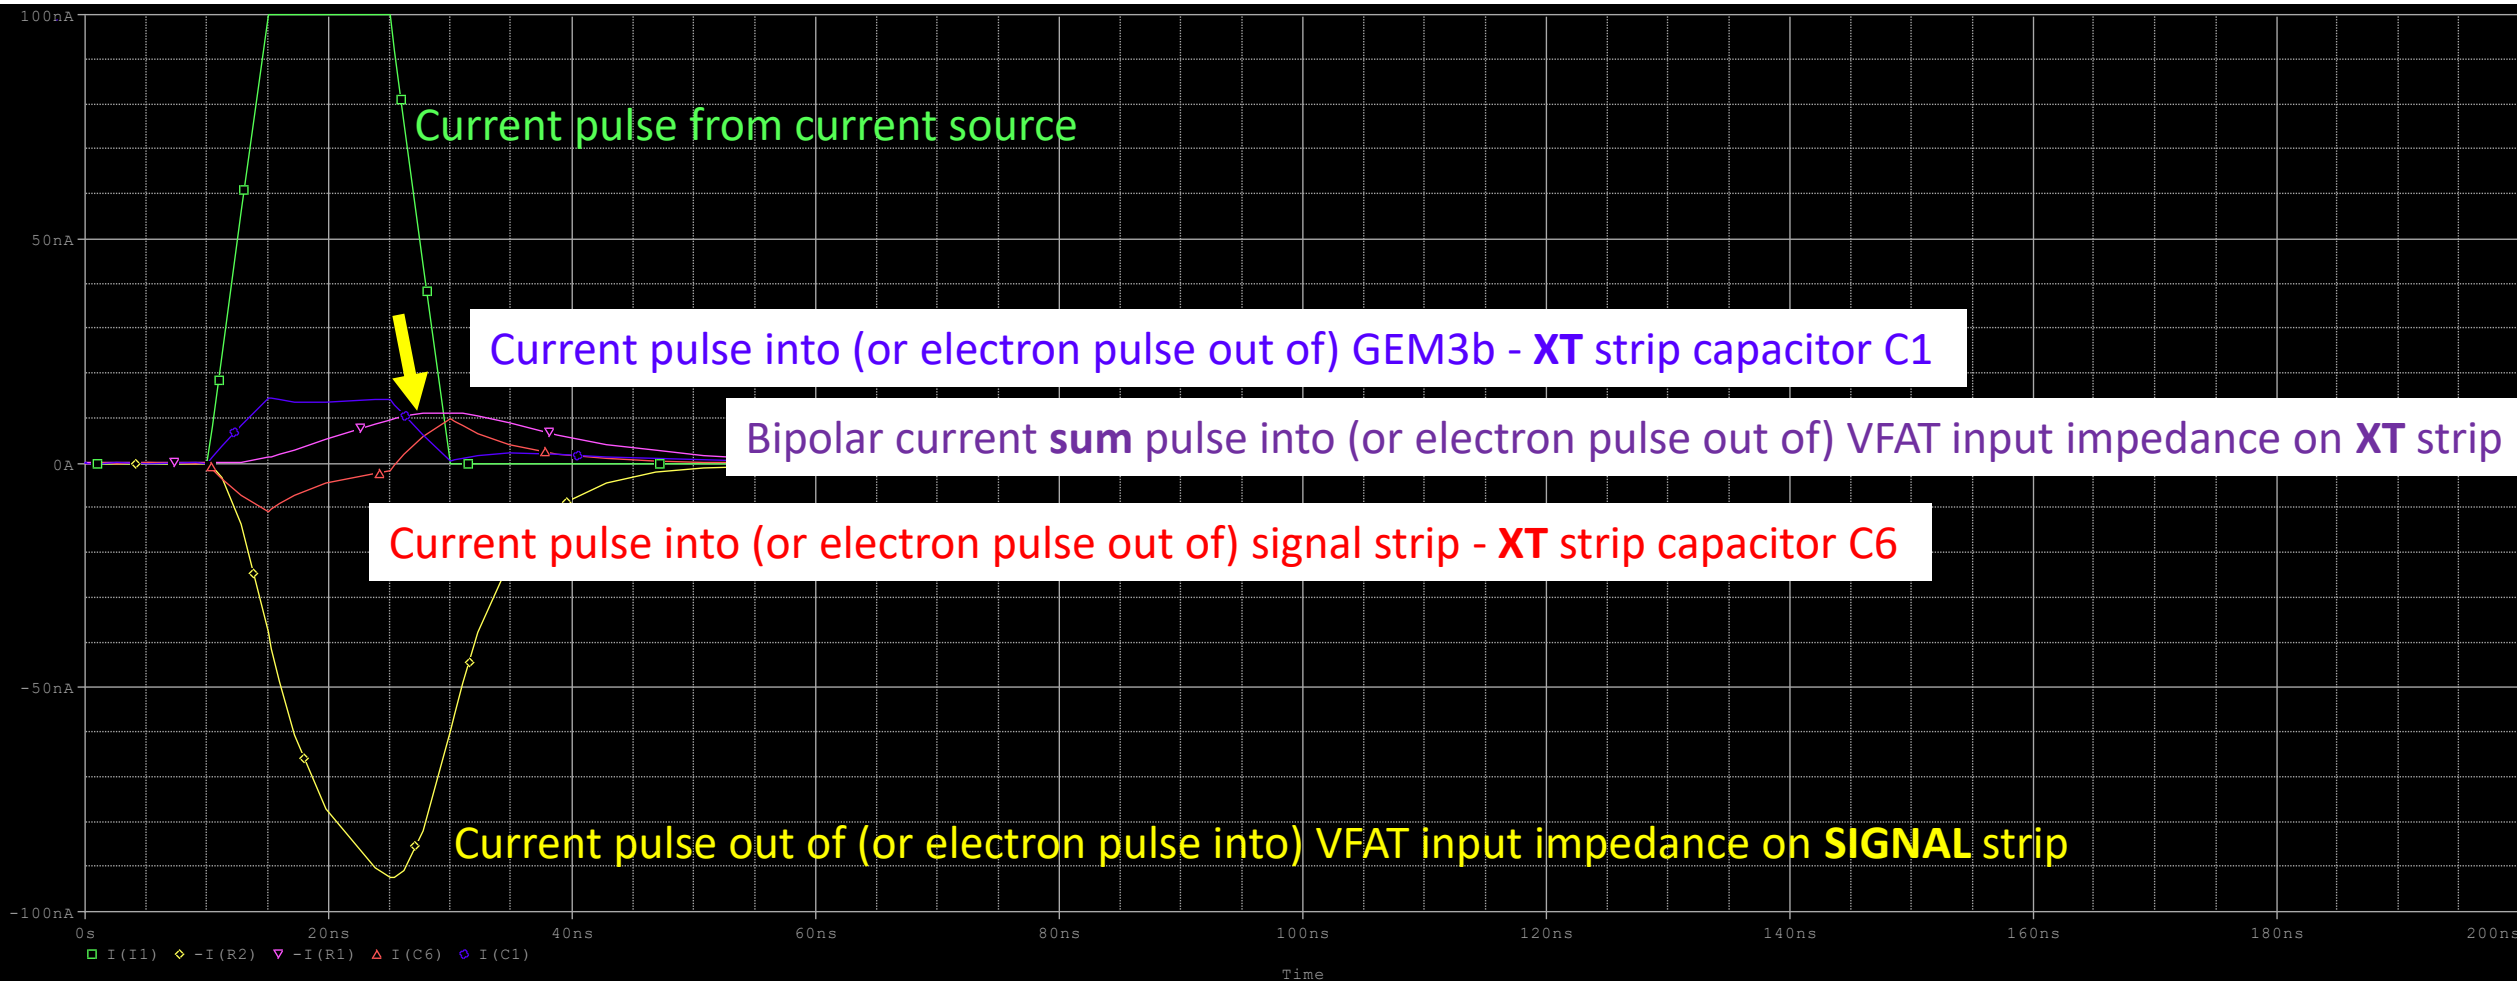 100nA
Current pulse from current source
50nA
Current pulse into (or electron pulse out of) GEM3b - XT strip capacitor C1
Bipolar current sum pulse into (or electron pulse out of) VFAT input impedance on XT strip
0A
Current pulse into (or electron pulse out of) signal strip - XT strip capacitor C6
-50nA
Current pulse out of (or electron pulse into) VFAT input impedance on SIGNAL strip
-100nA
0s 20ns 40ns 60ns 80ns 100ns 120ns 140ns 160ns 180ns 200ns
I(I1) -I(R2) -I(R1) I(C6) I(C1)
Time